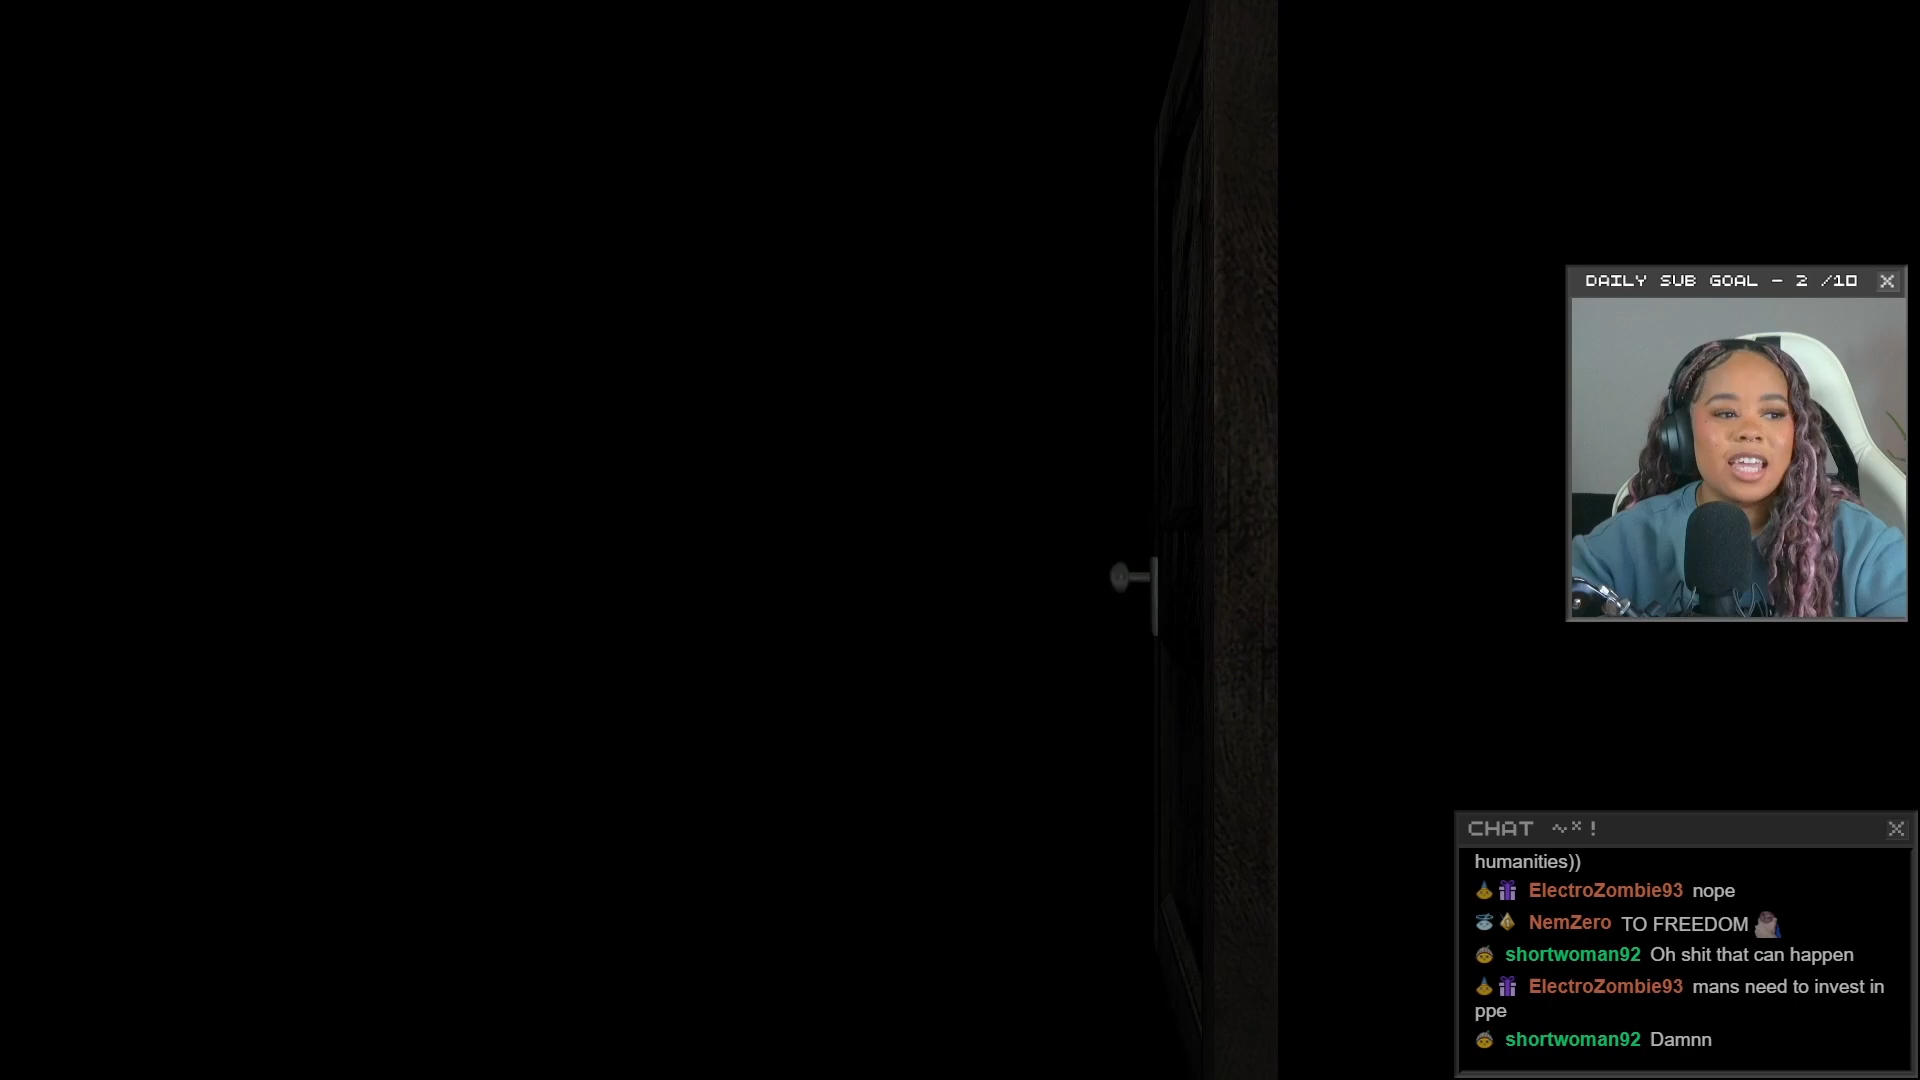 DAILY SUB GOAL - 2 /10
CHAT ~*!
humanities))
ElectroZombie93 nope
NemZero TO FREEDOM
shortwoman92 Oh shit that can happen
ElectroZombie93 mans need to invest in
ppe
shortwoman92 Damnn